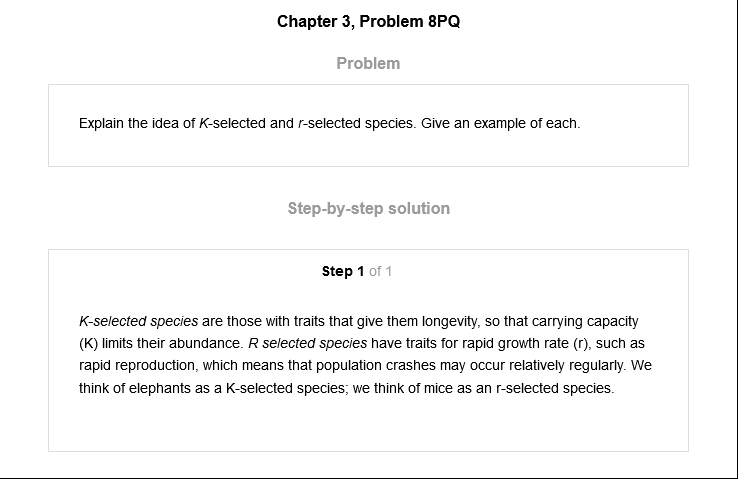 Chapter 3, Problem 8PQ
Problem
Explain the idea of K-selected and r-selected species. Give an example of each.
Step-by-step solution
Step 1 of 1
K-selected species are those with traits that give them longevity, so that carrying capacity
(K) limits their abundance. R selected species have traits for rapid growth rate (r), such as
rapid reproduction, which means that population crashes may occur relatively regularly. We
think of elephants as a K-selected species; we think of mice as an r-selected species.